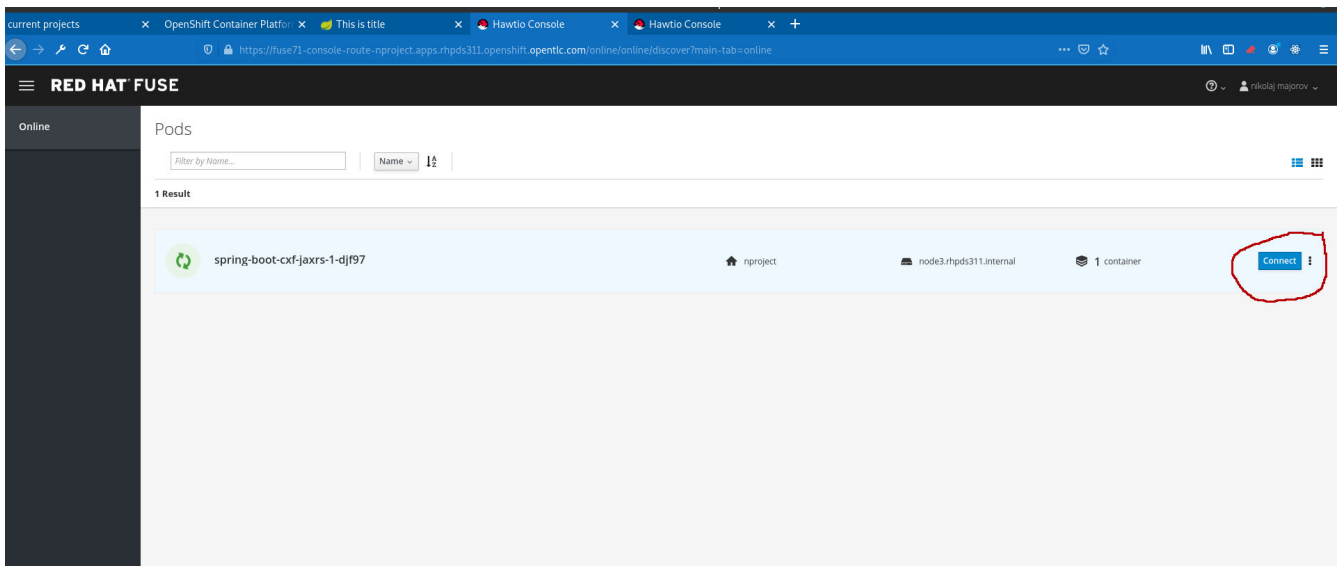 current projects
OpenShift Container Platfor
This is title
Hawtio Console
Hawtio Console
https://fuse71-console-route-nproject.apps.rhpds311.openshift.opentlc.com/online/online/discover?main-tab=online
RED HAT FUSE
nikolaj majorov
Online
Pods
Filter by Name...
Name
1 Result
spring-boot-cxf-jaxrs-1-djf97
nproject
node3.rhpds311.internal
1 container
Connect